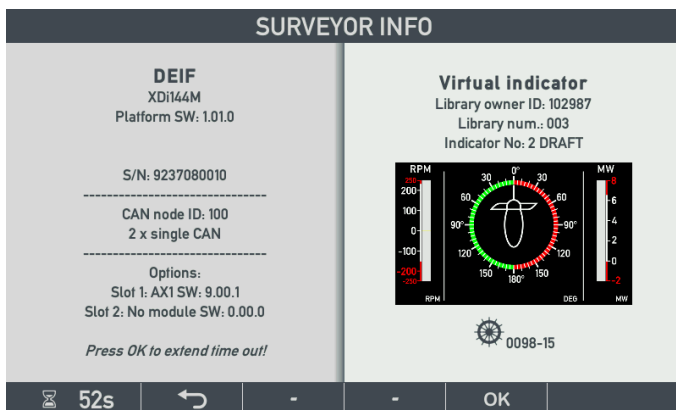 SURVEYOR INFO
DEIF
XDi144M
Platform SW: 1.01.0
S/N: 9237080010
-------------------------------
CAN node ID: 100
2 x single CAN
-------------------------------
Options:
Slot 1: AX1 SW: 9.00.1
Slot 2: No module SW: 0.00.0
Press OK to extend time out!
Virtual indicator
Library owner ID: 102987
Library num.: 003
Indicator No: 2 DRAFT
RPM
250
200
100
0
-100
-200
-250
RPM
0°
30 30
60 60
90° 90°
120 120
150 150
180°
DEG
MW
8
6
4
2
0
-2
MW
0098-15
52s
-
-
OK